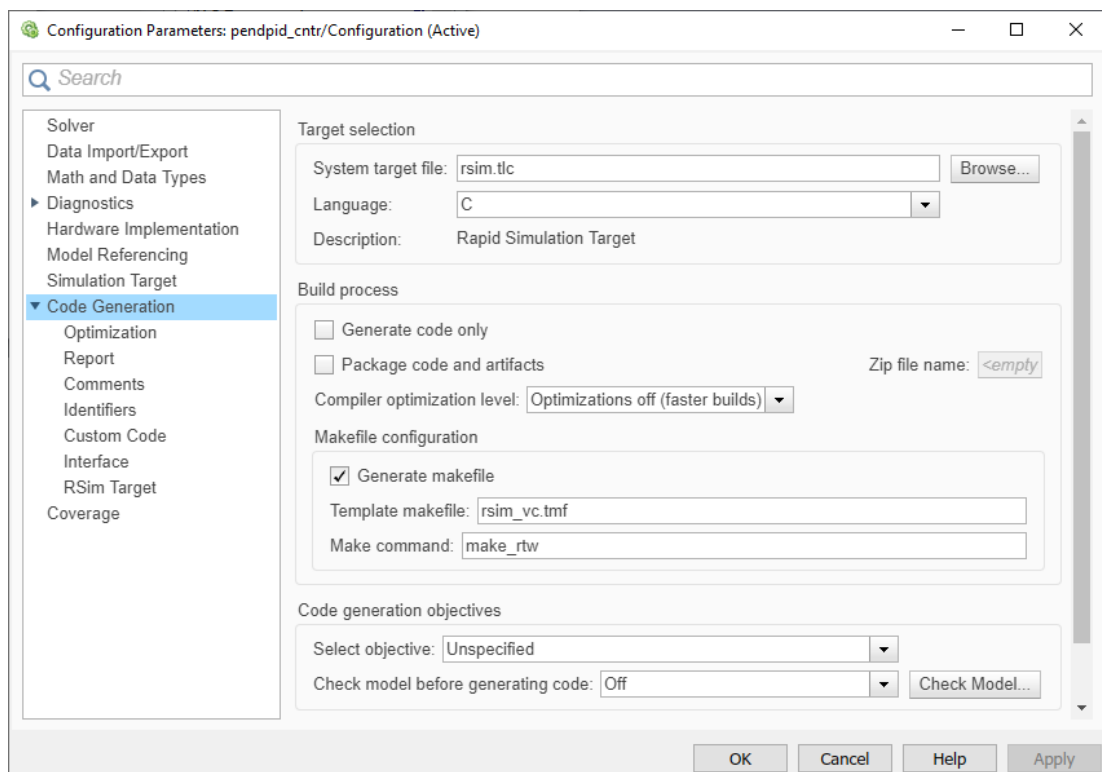 Configuration Parameters: pendpid_cntr/Configuration (Active)
Search
Solver
Data Import/Export
Math and Data Types
Diagnostics
Hardware Implementation
Model Referencing
Simulation Target
Code Generation
Optimization
Report
Comments
Identifiers
Custom Code
Interface
RSim Target
Coverage
Target selection
System target file: rsim.tlc Browse...
Language: C
Description: Rapid Simulation Target
Build process
Generate code only
Package code and artifacts Zip file name: <empty
Compiler optimization level: Optimizations off (faster builds)
Makefile configuration
Generate makefile
Template makefile: rsim_vc.tmf
Make command: make_rtw
Code generation objectives
Select objective: Unspecified
Check model before generating code: Off Check Model...
OK Cancel Help Apply